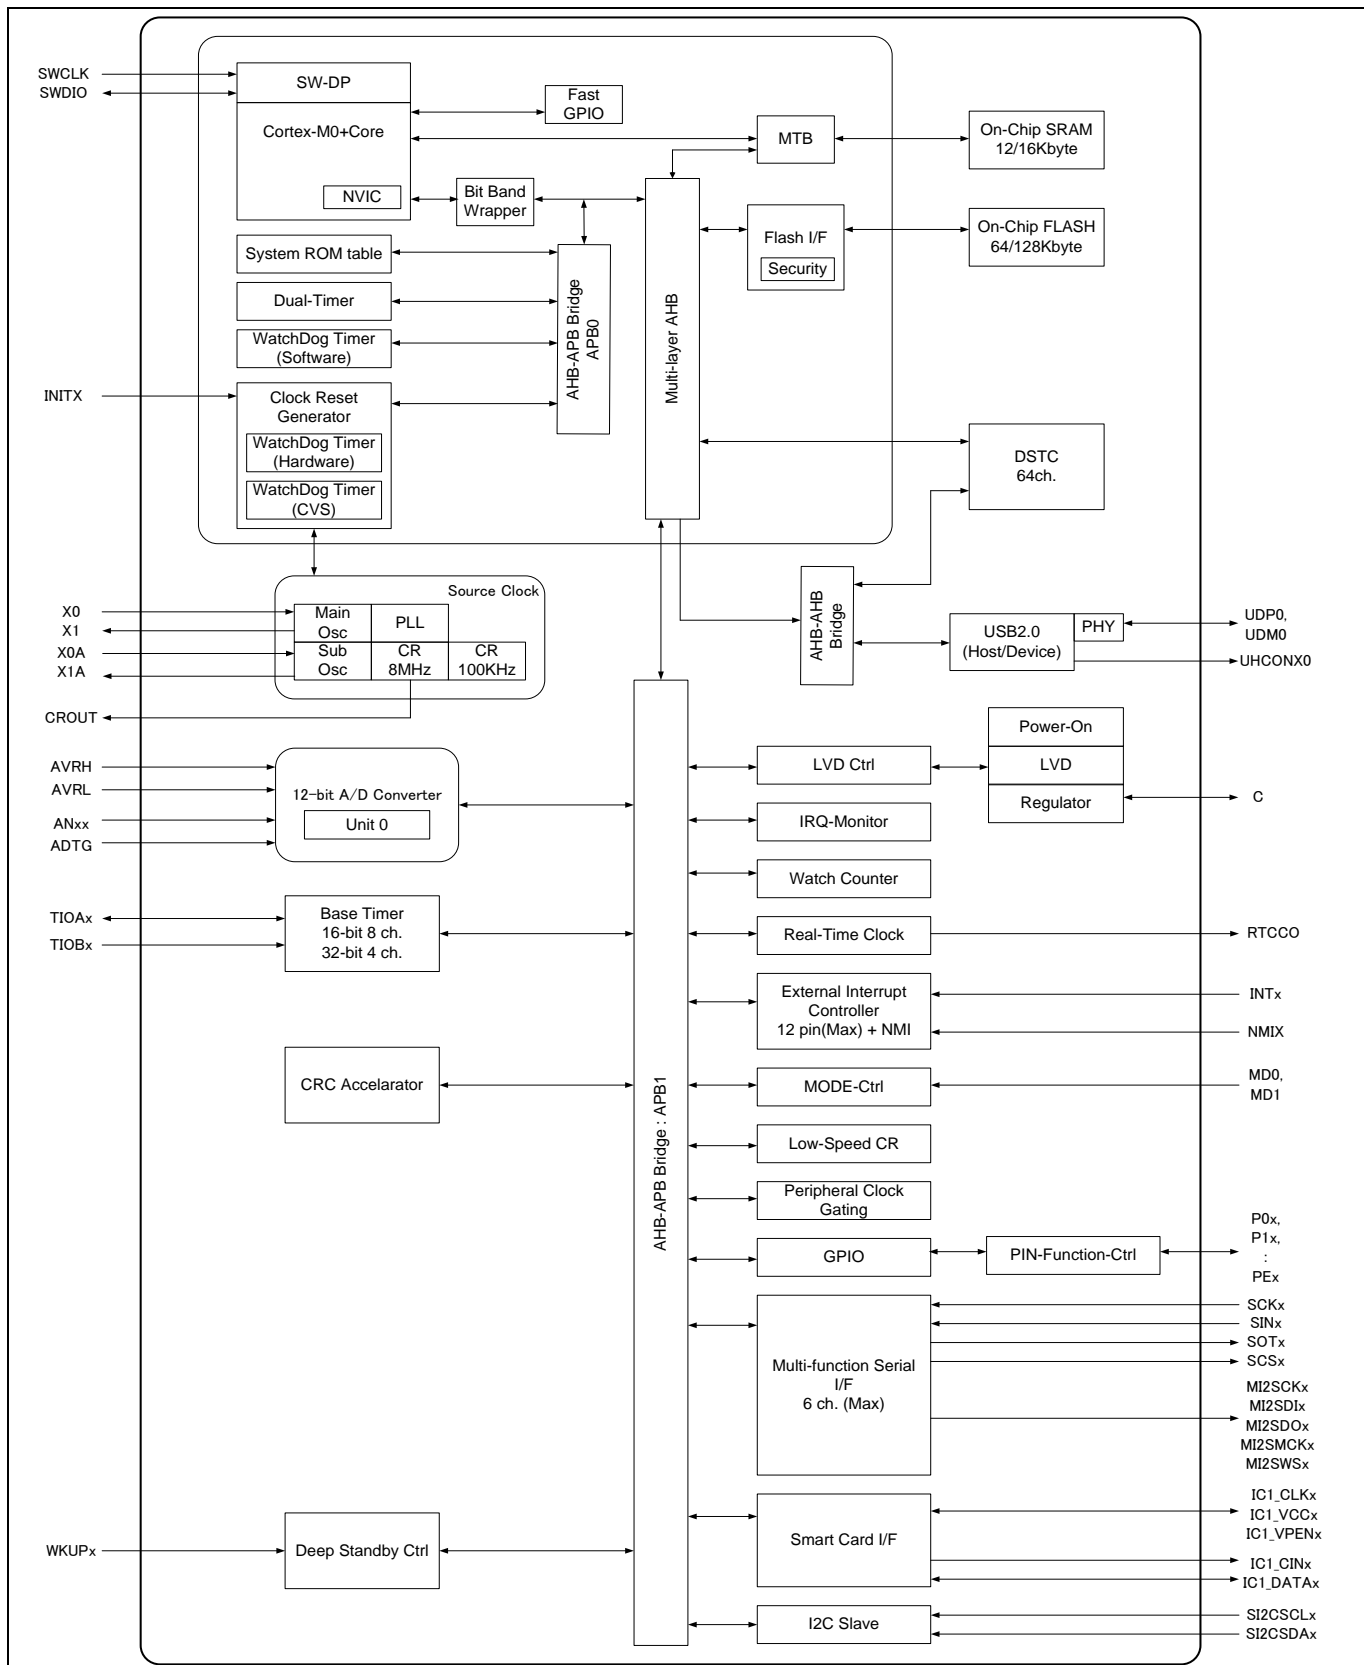 SWCLK
SWDIO
SW-DP
Cortex-M0+Core
NVIC
Fast
GPIO
Bit Band
Wrapper
MTB
On-Chip SRAM
12/16Kbyte
Flash I/F
Security
On-Chip FLASH
64/128Kbyte
System ROM table
Dual-Timer
WatchDog Timer
(Software)
AHB-APB Bridge
APB0
Multi-layer AHB
INITX
Clock Reset
Generator
WatchDog Timer
(Hardware)
WatchDog Timer
(CVS)
DSTC
64ch.
Source Clock
X0
X1
X0A
X1A
Main
Osc
PLL
Sub
Osc
CR
8MHz
CR
100KHz
CROUT
AHB-AHB
Bridge
USB2.0
(Host/Device)
PHY
UDP0,
UDM0
UHCONX0
AVRH
AVRL
ANxx
ADTG
12-bit A/D Converter
Unit 0
AHB-APB Bridge : APB1
LVD Ctrl
Power-On
LVD
Regulator
C
IRQ-Monitor
Watch Counter
TIOAx
TIOBx
Base Timer
16-bit 8 ch.
32-bit 4 ch.
Real-Time Clock
RTCCO
External Interrupt
Controller
12 pin(Max) + NMI
INTx
NMIX
CRC Accelarator
MODE-Ctrl
MD0,
MD1
Low-Speed CR
Peripheral Clock
Gating
GPIO
PIN-Function-Ctrl
P0x,
P1x,
:
PEx
Multi-function Serial
I/F
6 ch. (Max)
SCKx
SINx
SOTx
SCSx
MI2SCKx
MI2SDIx
MI2SDOx
MI2SMCKx
MI2SWSx
WKUPx
Deep Standby Ctrl
Smart Card I/F
IC1_CLKx
IC1_VCCx
IC1_VPENx
IC1_CINx
IC1_DATAx
I2C Slave
SI2CSCLx
SI2CSDAx